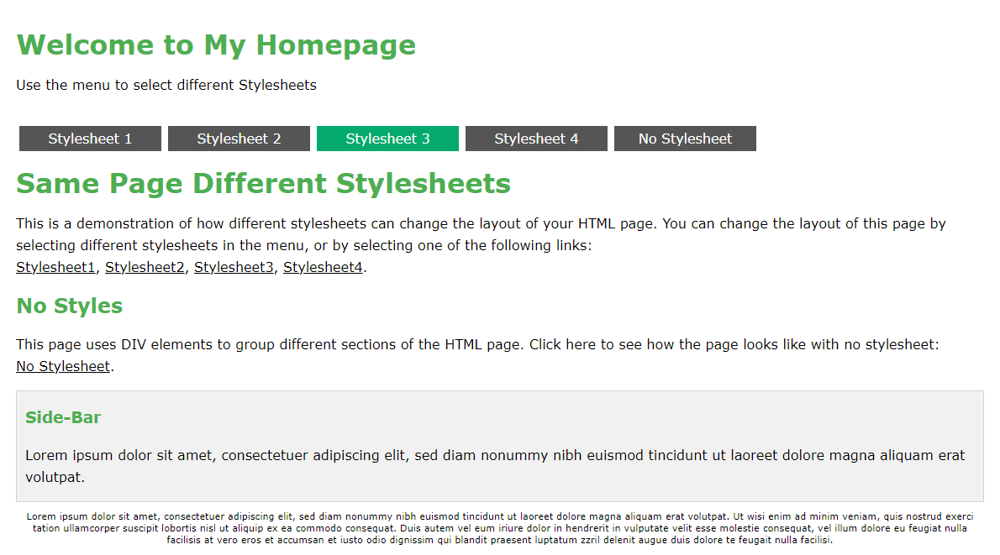 Welcome to My Homepage
Use the menu to select different Stylesheets
Stylesheet 1 Stylesheet 2 Stylesheet 3 Stylesheet 4 No Stylesheet
Same Page Different Stylesheets
This is a demonstration of how different stylesheets can change the layout of your HTML page. You can change the layout of this page by
selecting different stylesheets in the menu, or by selecting one of the following links:
Stylesheet1, Stylesheet2, Stylesheet3, Stylesheet4.
No Styles
This page uses DIV elements to group different sections of the HTML page. Click here to see how the page looks like with no stylesheet:
No Stylesheet.
Side-Bar
Lorem ipsum dolor sit amet, consectetuer adipiscing elit, sed diam nonummy nibh euismod tincidunt ut laoreet dolore magna aliquam erat
volutpat.
Lorem ipsum dolor sit amet, consectetuer adipiscing elit, sed diam nonummy nibh euismod tincidunt ut laoreet dolore magna aliquam erat volutpat. Ut wisi enim ad minim veniam, quis nostrud exerci
tation ullamcorper suscipit lobortis nisl ut aliquip ex ea commodo consequat. Duis autem vel eum iriure dolor in hendrerit in vulputate velit esse molestie consequat, vel illum dolore eu feugiat nulla
facilisis at vero eros et accumsan et iusto odio dignissim qui blandit praesent luptatum zzril delenit augue duis dolore te feugait nulla facilisi.